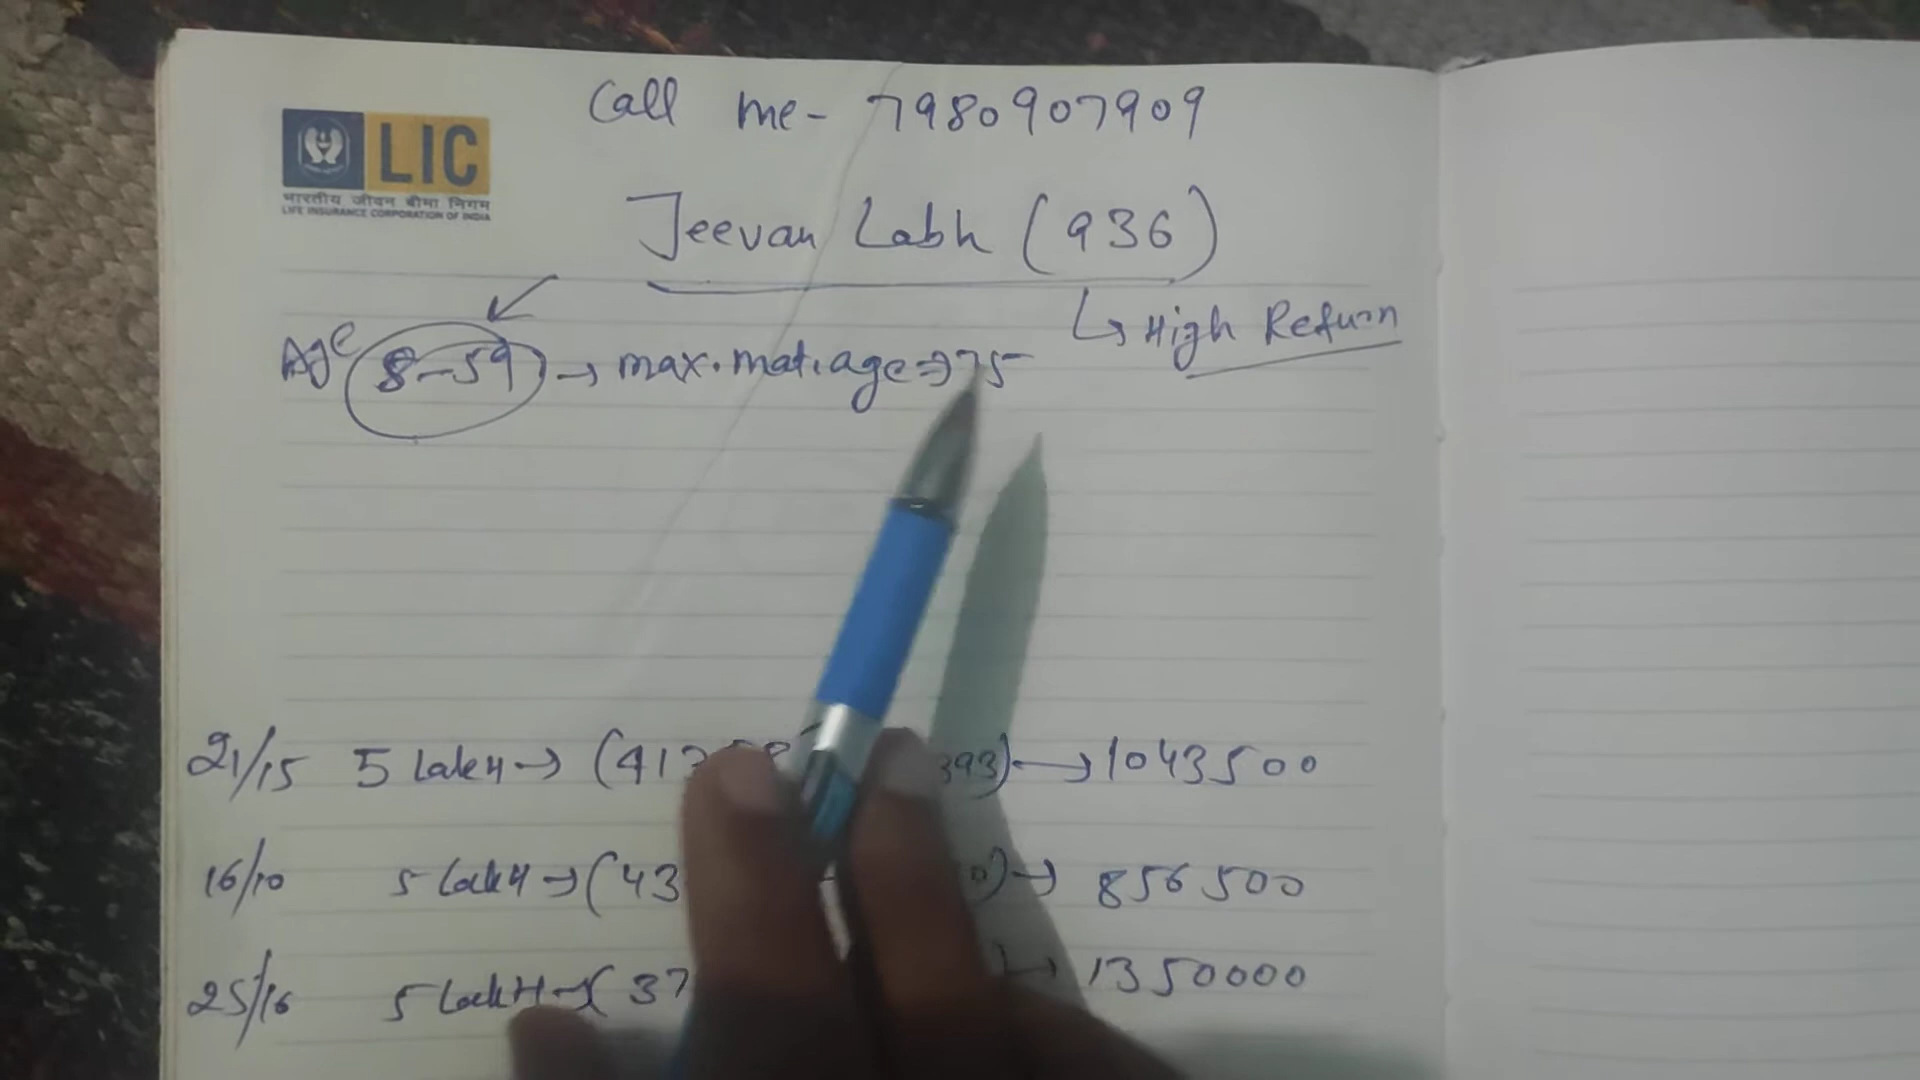 Call me- 7980907909
LIC
भारतीय जीवन बीमा निगम
LIFE INSURANCE CORPORATION OF INDIA
Jeevan Labh (936)
↳ High Return
Age 8-59 → max.mat.age⇒75
21/15 5 Lakh → (41 393) → 1043500
16/10 5 Lakh → (43 0) → 856500
25/16 5 Lakh → (37 ) → 1350000